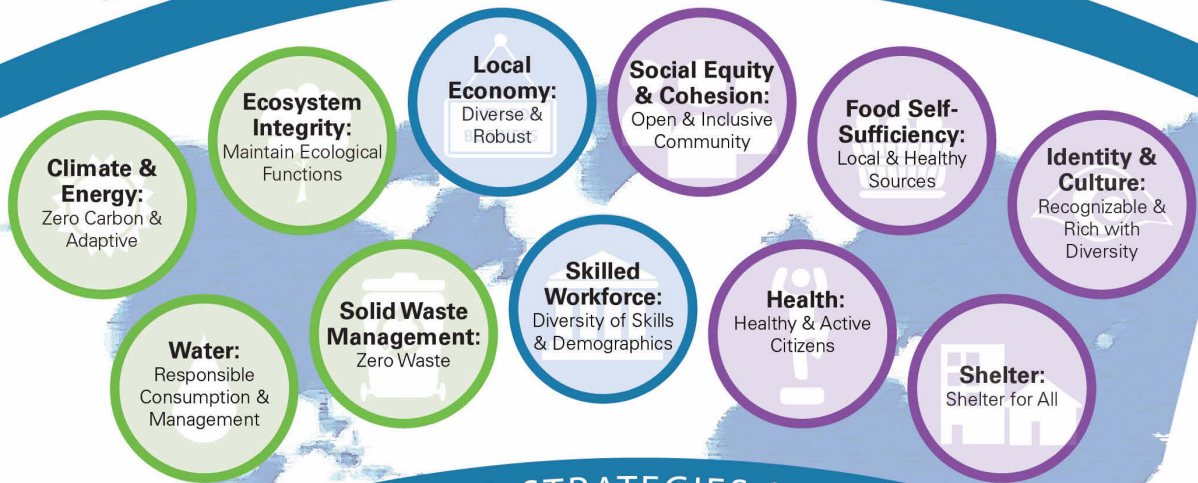 Climate &
Energy:
Zero Carbon &
Adaptive
Ecosystem
Integrity:
Maintain Ecological
Functions
Local
Economy:
Diverse &
Robust
Social Equity
& Cohesion:
Open & Inclusive
Community
Food Self-
Sufficiency:
Local & Healthy
Sources
Identity &
Culture:
Recognizable &
Rich with
Diversity
Water:
Responsible
Consumption &
Management
Solid Waste
Management:
Zero Waste
Skilled
Workforce:
Diversity of Skills
& Demographics
Health:
Healthy & Active
Citizens
Shelter:
Shelter for All
STRATEGIES